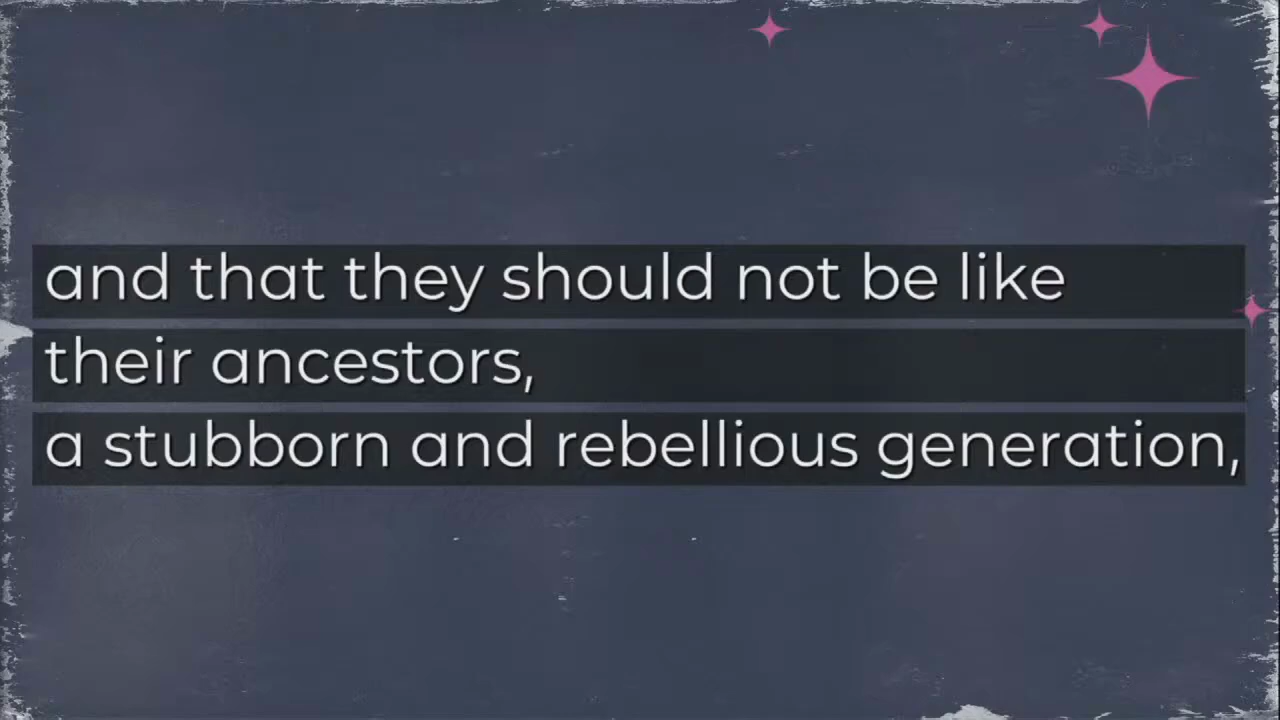 and that they should not be like
their ancestors,
a stubborn and rebellious generation,